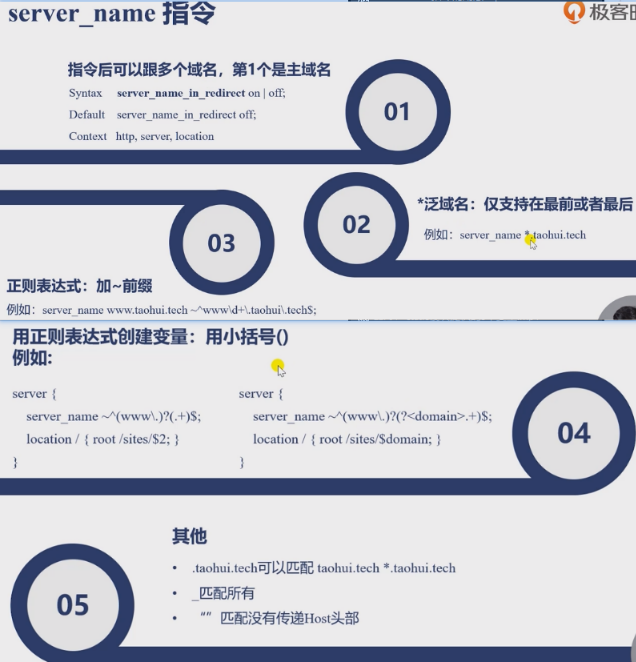 server_name 指令
极客
指令后可以跟多个域名，第1个是主域名
Syntax server_name_in_redirect on | off;
Default server_name_in_redirect off;
Context http, server, location
01
*泛域名：仅支持在最前或者最后
例如：server_name *.taohui.tech
02
03
正则表达式：加~前缀
例如：server_name www.taohui.tech ~^www\d+\.taohui\.tech$;
用正则表达式创建变量：用小括号()
例如:
server {
server_name ~^(www\.)?(.+)$;
location / { root /sites/$2; }
}
server {
server_name ~^(www\.)?(?<domain>.+)$;
location / { root /sites/$domain; }
}
04
其他
• .taohui.tech可以匹配 taohui.tech *.taohui.tech
• _匹配所有
• “” 匹配没有传递Host头部
05